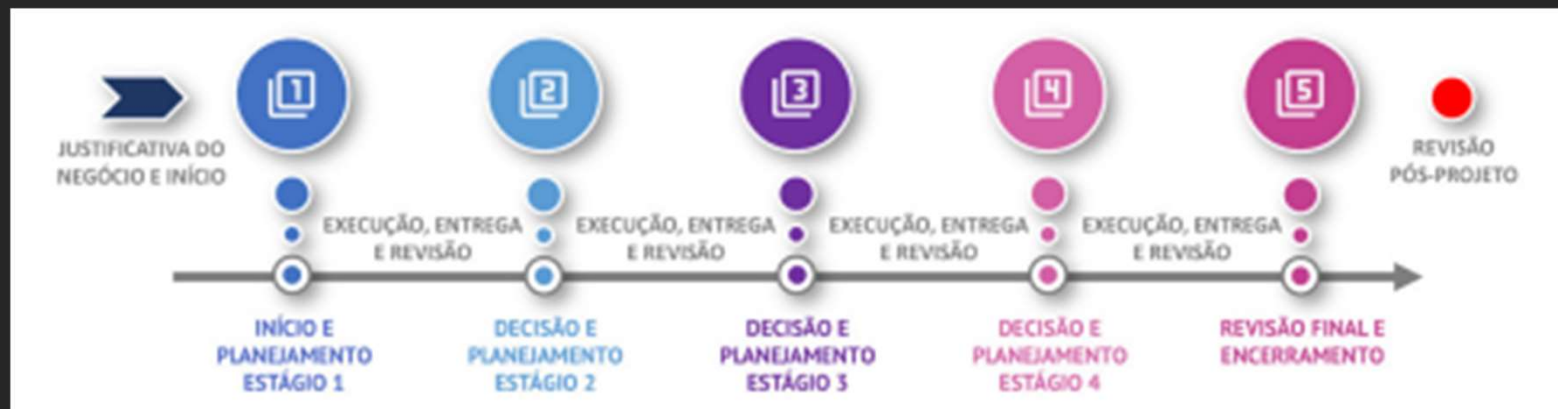 1
2
3
4
5
JUSTIFICATIVA DO
NEGÓCIO E INÍCIO
REVISÃO
PÓS-PROJETO
EXECUÇÃO, ENTREGA
E REVISÃO
EXECUÇÃO, ENTREGA
E REVISÃO
EXECUÇÃO, ENTREGA
E REVISÃO
EXECUÇÃO, ENTREGA
E REVISÃO
INÍCIO E
PLANEJAMENTO
ESTÁGIO 1
DECISÃO E
PLANEJAMENTO
ESTÁGIO 2
DECISÃO E
PLANEJAMENTO
ESTÁGIO 3
DECISÃO E
PLANEJAMENTO
ESTÁGIO 4
REVISÃO FINAL E
ENCERRAMENTO